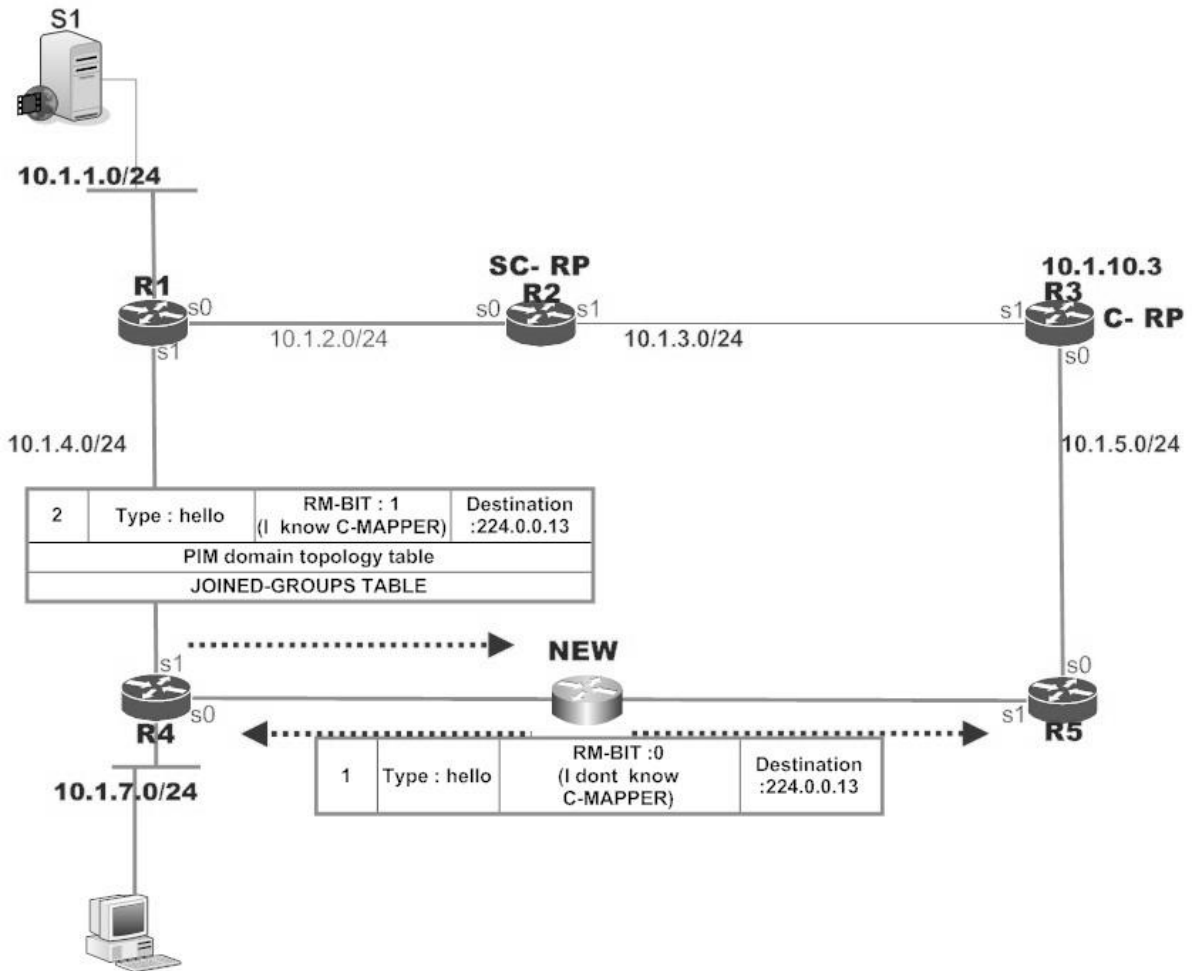 S1
10.1.1.0/24
R1
s0
s1
10.1.2.0/24
SC- RP
R2
s0
s1
10.1.3.0/24
10.1.10.3
R3
s1
C- RP
s0
10.1.4.0/24
10.1.5.0/24
2
Type : hello
RM-BIT : 1
(I know C-MAPPER)
Destination
:224.0.0.13
PIM domain topology table
JOINED-GROUPS TABLE
s1
R4
s0
NEW
s0
s1
R5
1
Type : hello
RM-BIT :0
(I dont know
C-MAPPER)
Destination
:224.0.0.13
10.1.7.0/24